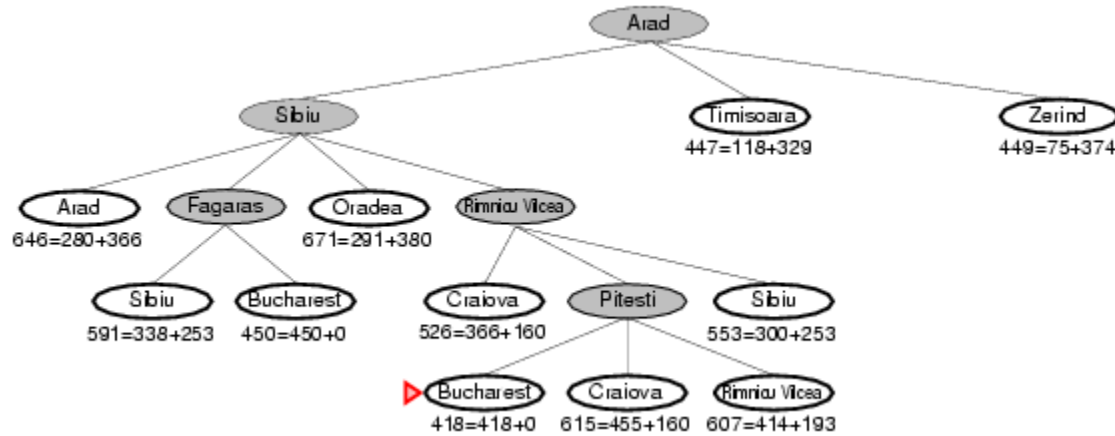 Arad
Sibiu
Timisoara
Zerind
447=118+329
449=75+374
Arad
Fagaras
Oradea
Rimnicu Vilcea
646=280+366
671=291+380
Sibiu
Bucharest
Craiova
Pitesti
Sibiu
591=338+253
450=450+0
526=366+160
553=300+253
Bucharest
Craiova
Rimnicu Vilcea
418=418+0
615=455+160
607=414+193